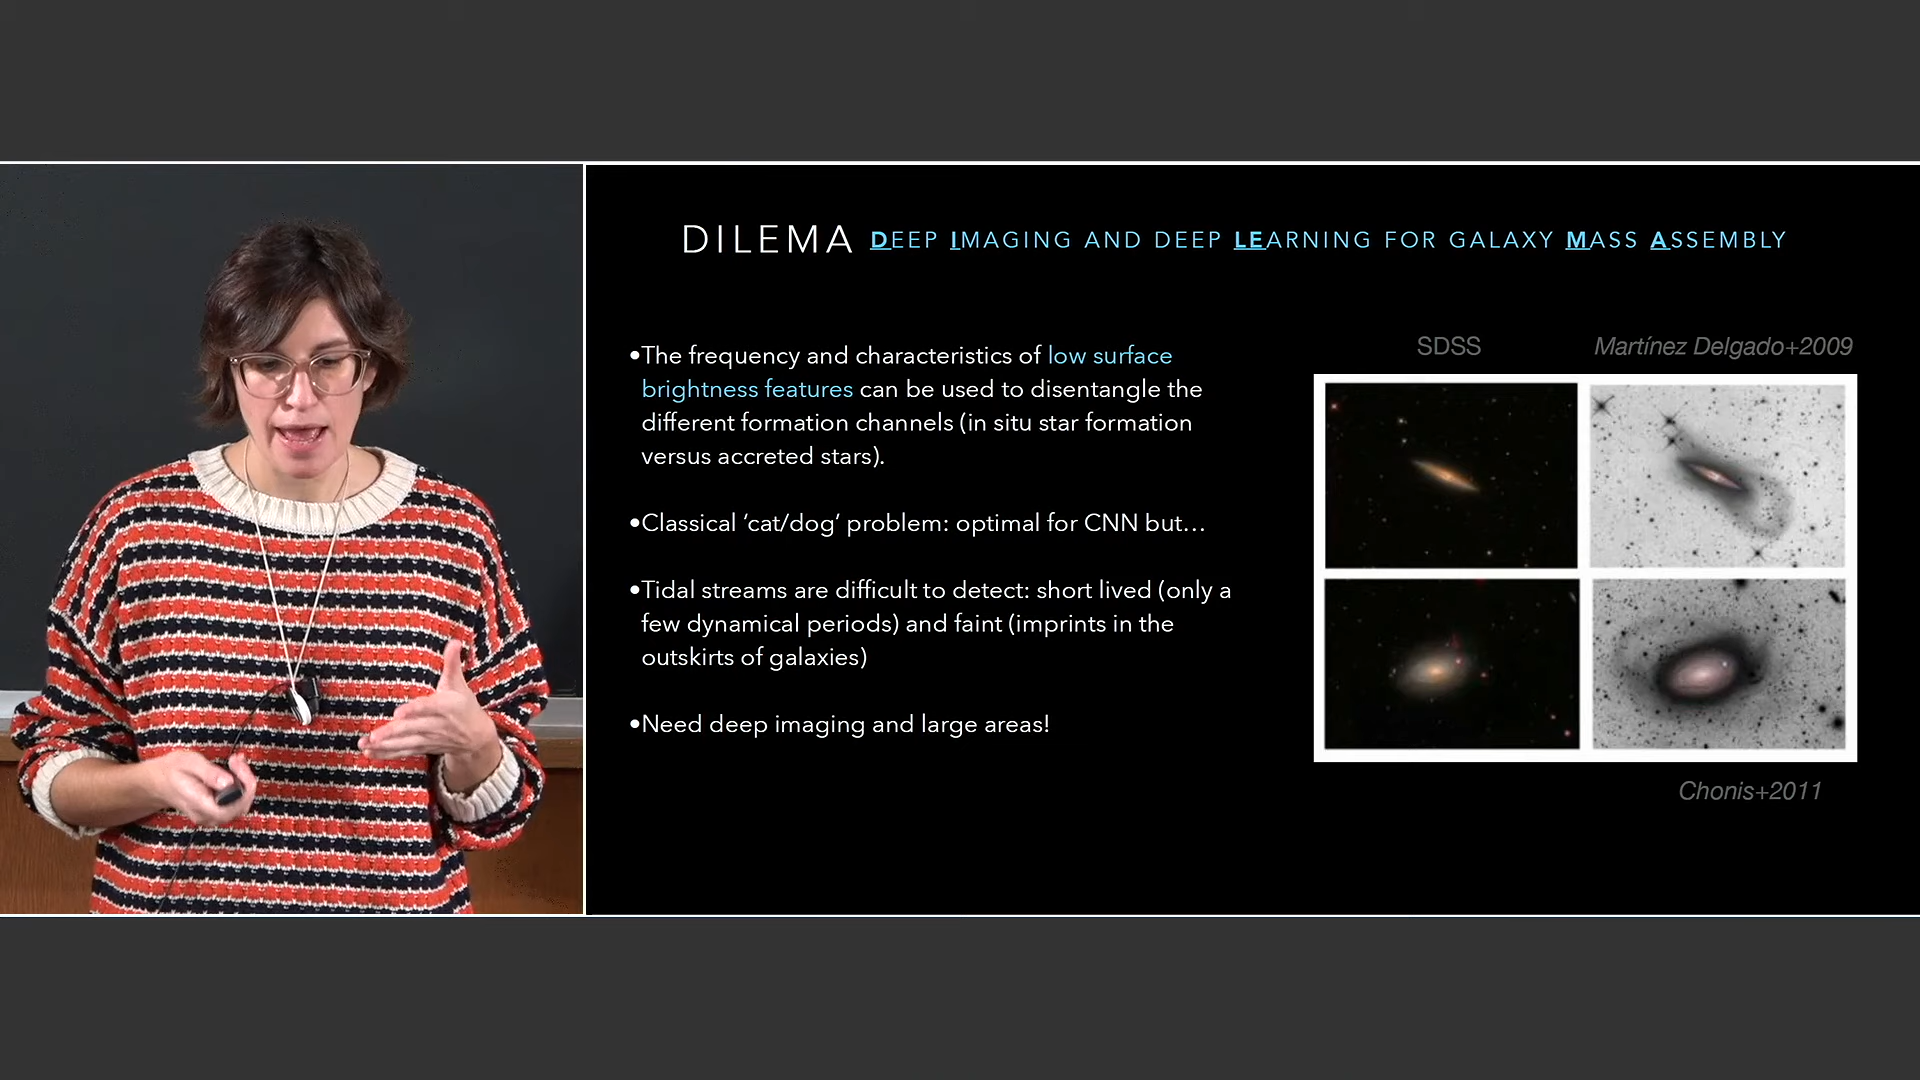 DILEMA DEEP IMAGING AND DEEP LEARNING FOR GALAXY MASS ASSEMBLY
•The frequency and characteristics of low surface
brightness features can be used to disentangle the
different formation channels (in situ star formation
versus accreted stars).
•Classical ‘cat/dog’ problem: optimal for CNN but…
•Tidal streams are difficult to detect: short lived (only a
few dynamical periods) and faint (imprints in the
outskirts of galaxies)
•Need deep imaging and large areas!
SDSS
Martínez Delgado+2009
Chonis+2011